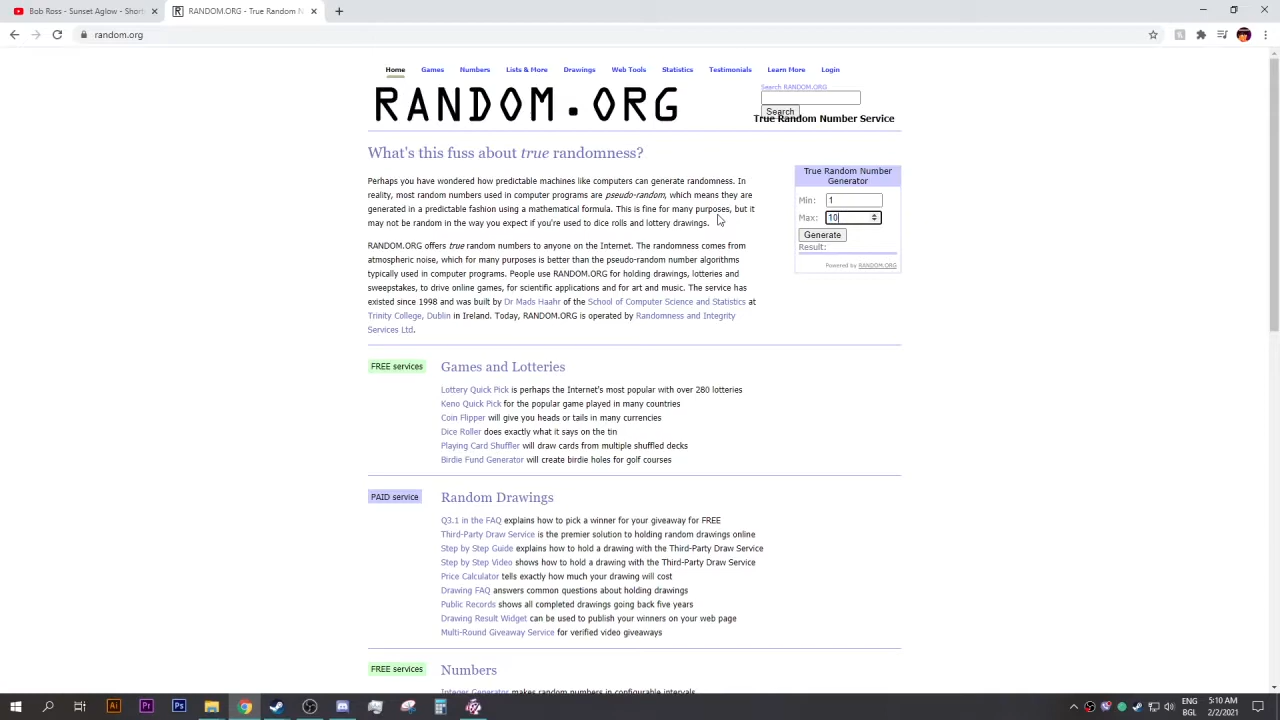 Bob Ross - Sunset Aglow - Short
RANDOM.ORG - True Random Num
random.org
Home Games Numbers Lists & More Drawings Web Tools Statistics Testimonials Learn More Login
RANDOM.ORG
Search RANDOM.ORG
Search
True Random Number Service
What's this fuss about true randomness?
Perhaps you have wondered how predictable machines like computers can generate randomness. In
reality, most random numbers used in computer programs are pseudo-random, which means they are
generated in a predictable fashion using a mathematical formula. This is fine for many purposes, but it
may not be random in the way you expect if you're used to dice rolls and lottery drawings.
RANDOM.ORG offers true random numbers to anyone on the Internet. The randomness comes from
atmospheric noise, which for many purposes is better than the pseudo-random number algorithms
typically used in computer programs. People use RANDOM.ORG for holding drawings, lotteries and
sweepstakes, to drive online games, for scientific applications and for art and music. The service has
existed since 1998 and was built by Dr Mads Haahr of the School of Computer Science and Statistics at
Trinity College, Dublin in Ireland. Today, RANDOM.ORG is operated by Randomness and Integrity
Services Ltd.
True Random Number
Generator
Min: 1
Max: 10
Generate
Result:
Powered by RANDOM.ORG
FREE services
Games and Lotteries
Lottery Quick Pick is perhaps the Internet's most popular with over 280 lotteries
Keno Quick Pick for the popular game played in many countries
Coin Flipper will give you heads or tails in many currencies
Dice Roller does exactly what it says on the tin
Playing Card Shuffler will draw cards from multiple shuffled decks
Birdie Fund Generator will create birdie holes for golf courses
PAID service
Random Drawings
Q3.1 in the FAQ explains how to pick a winner for your giveaway for FREE
Third-Party Draw Service is the premier solution to holding random drawings online
Step by Step Guide explains how to hold a drawing with the Third-Party Draw Service
Step by Step Video shows how to hold a drawing with the Third-Party Draw Service
Price Calculator tells exactly how much your drawing will cost
Drawing FAQ answers common questions about holding drawings
Public Records shows all completed drawings going back five years
Drawing Result Widget can be used to publish your winners on your web page
Multi-Round Giveaway Service for verified video giveaways
FREE services
Numbers
Integer Generator makes random numbers in configurable intervals
Ai
Pr
Ps
ENG
BGL
5:10 AM
2/2/2021